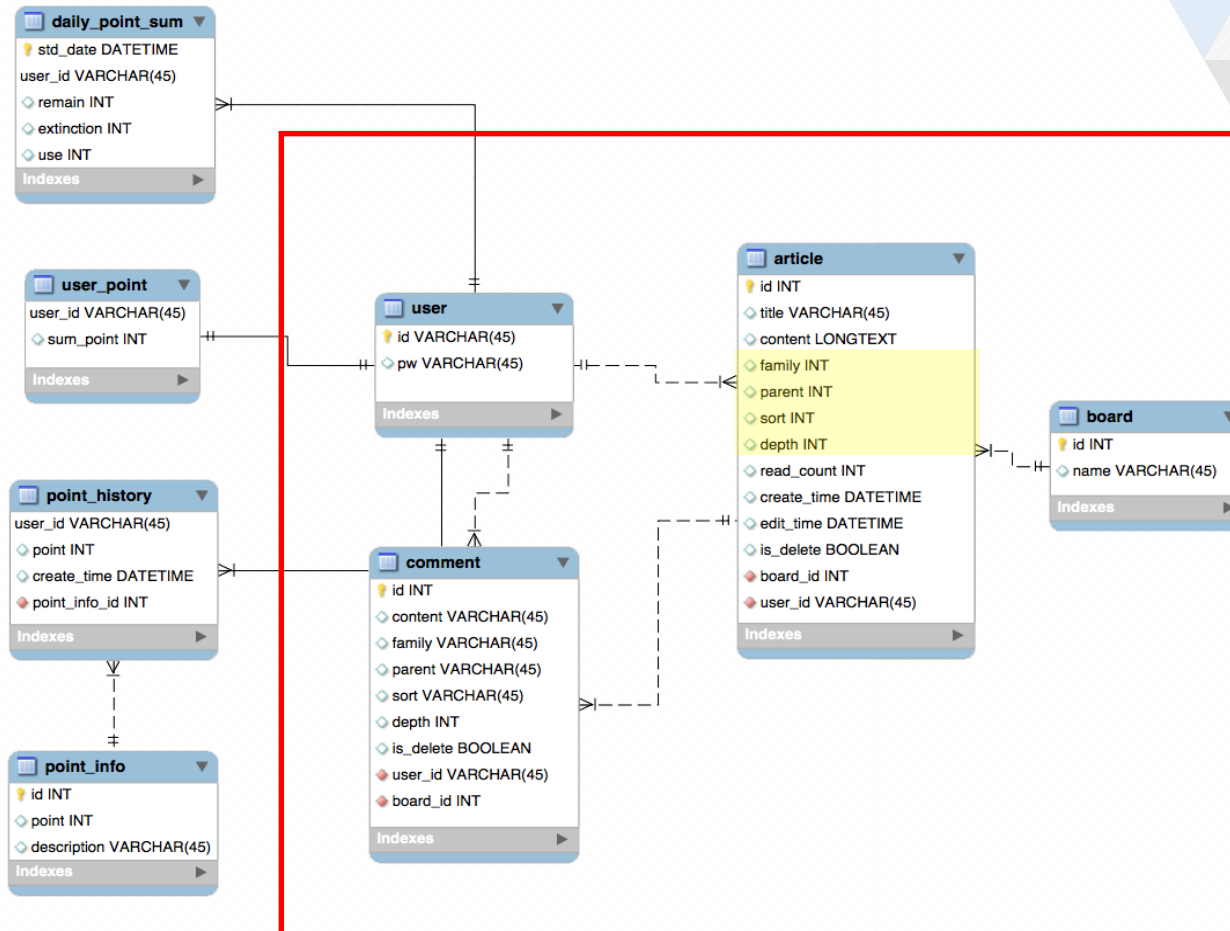 daily_point_sum
std_date DATETIME
user_id VARCHAR(45)
remain INT
extinction INT
use INT
Indexes
user_point
user_id VARCHAR(45)
sum_point INT
Indexes
user
id VARCHAR(45)
pw VARCHAR(45)
Indexes
article
id INT
title VARCHAR(45)
content LONGTEXT
family INT
parent INT
sort INT
depth INT
read_count INT
create_time DATETIME
edit_time DATETIME
is_delete BOOLEAN
board_id INT
user_id VARCHAR(45)
Indexes
board
id INT
name VARCHAR(45)
Indexes
point_history
user_id VARCHAR(45)
point INT
create_time DATETIME
point_info_id INT
Indexes
comment
id INT
content VARCHAR(45)
family VARCHAR(45)
parent VARCHAR(45)
sort VARCHAR(45)
depth INT
is_delete BOOLEAN
user_id VARCHAR(45)
board_id INT
Indexes
point_info
id INT
point INT
description VARCHAR(45)
Indexes